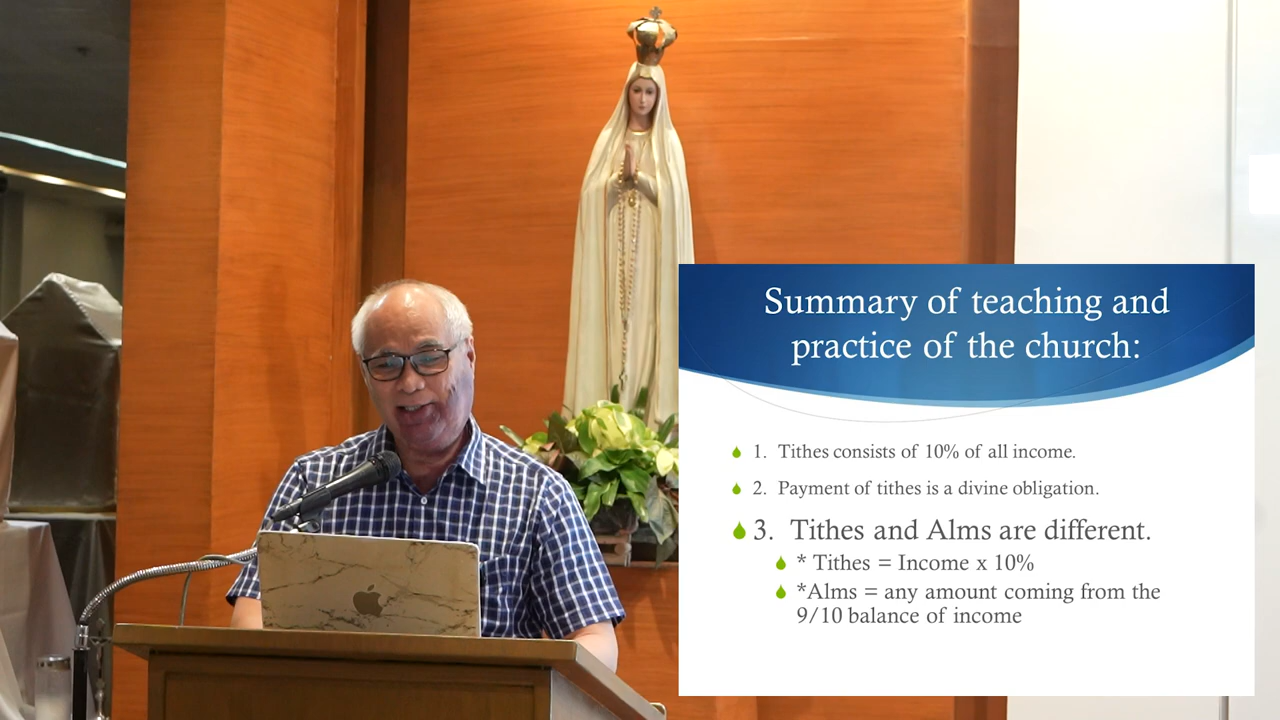 Summary of teaching and
practice of the church:
1. Tithes consists of 10% of all income.
2. Payment of tithes is a divine obligation.
3. Tithes and Alms are different.
* Tithes = Income x 10%
*Alms = any amount coming from the
9/10 balance of income